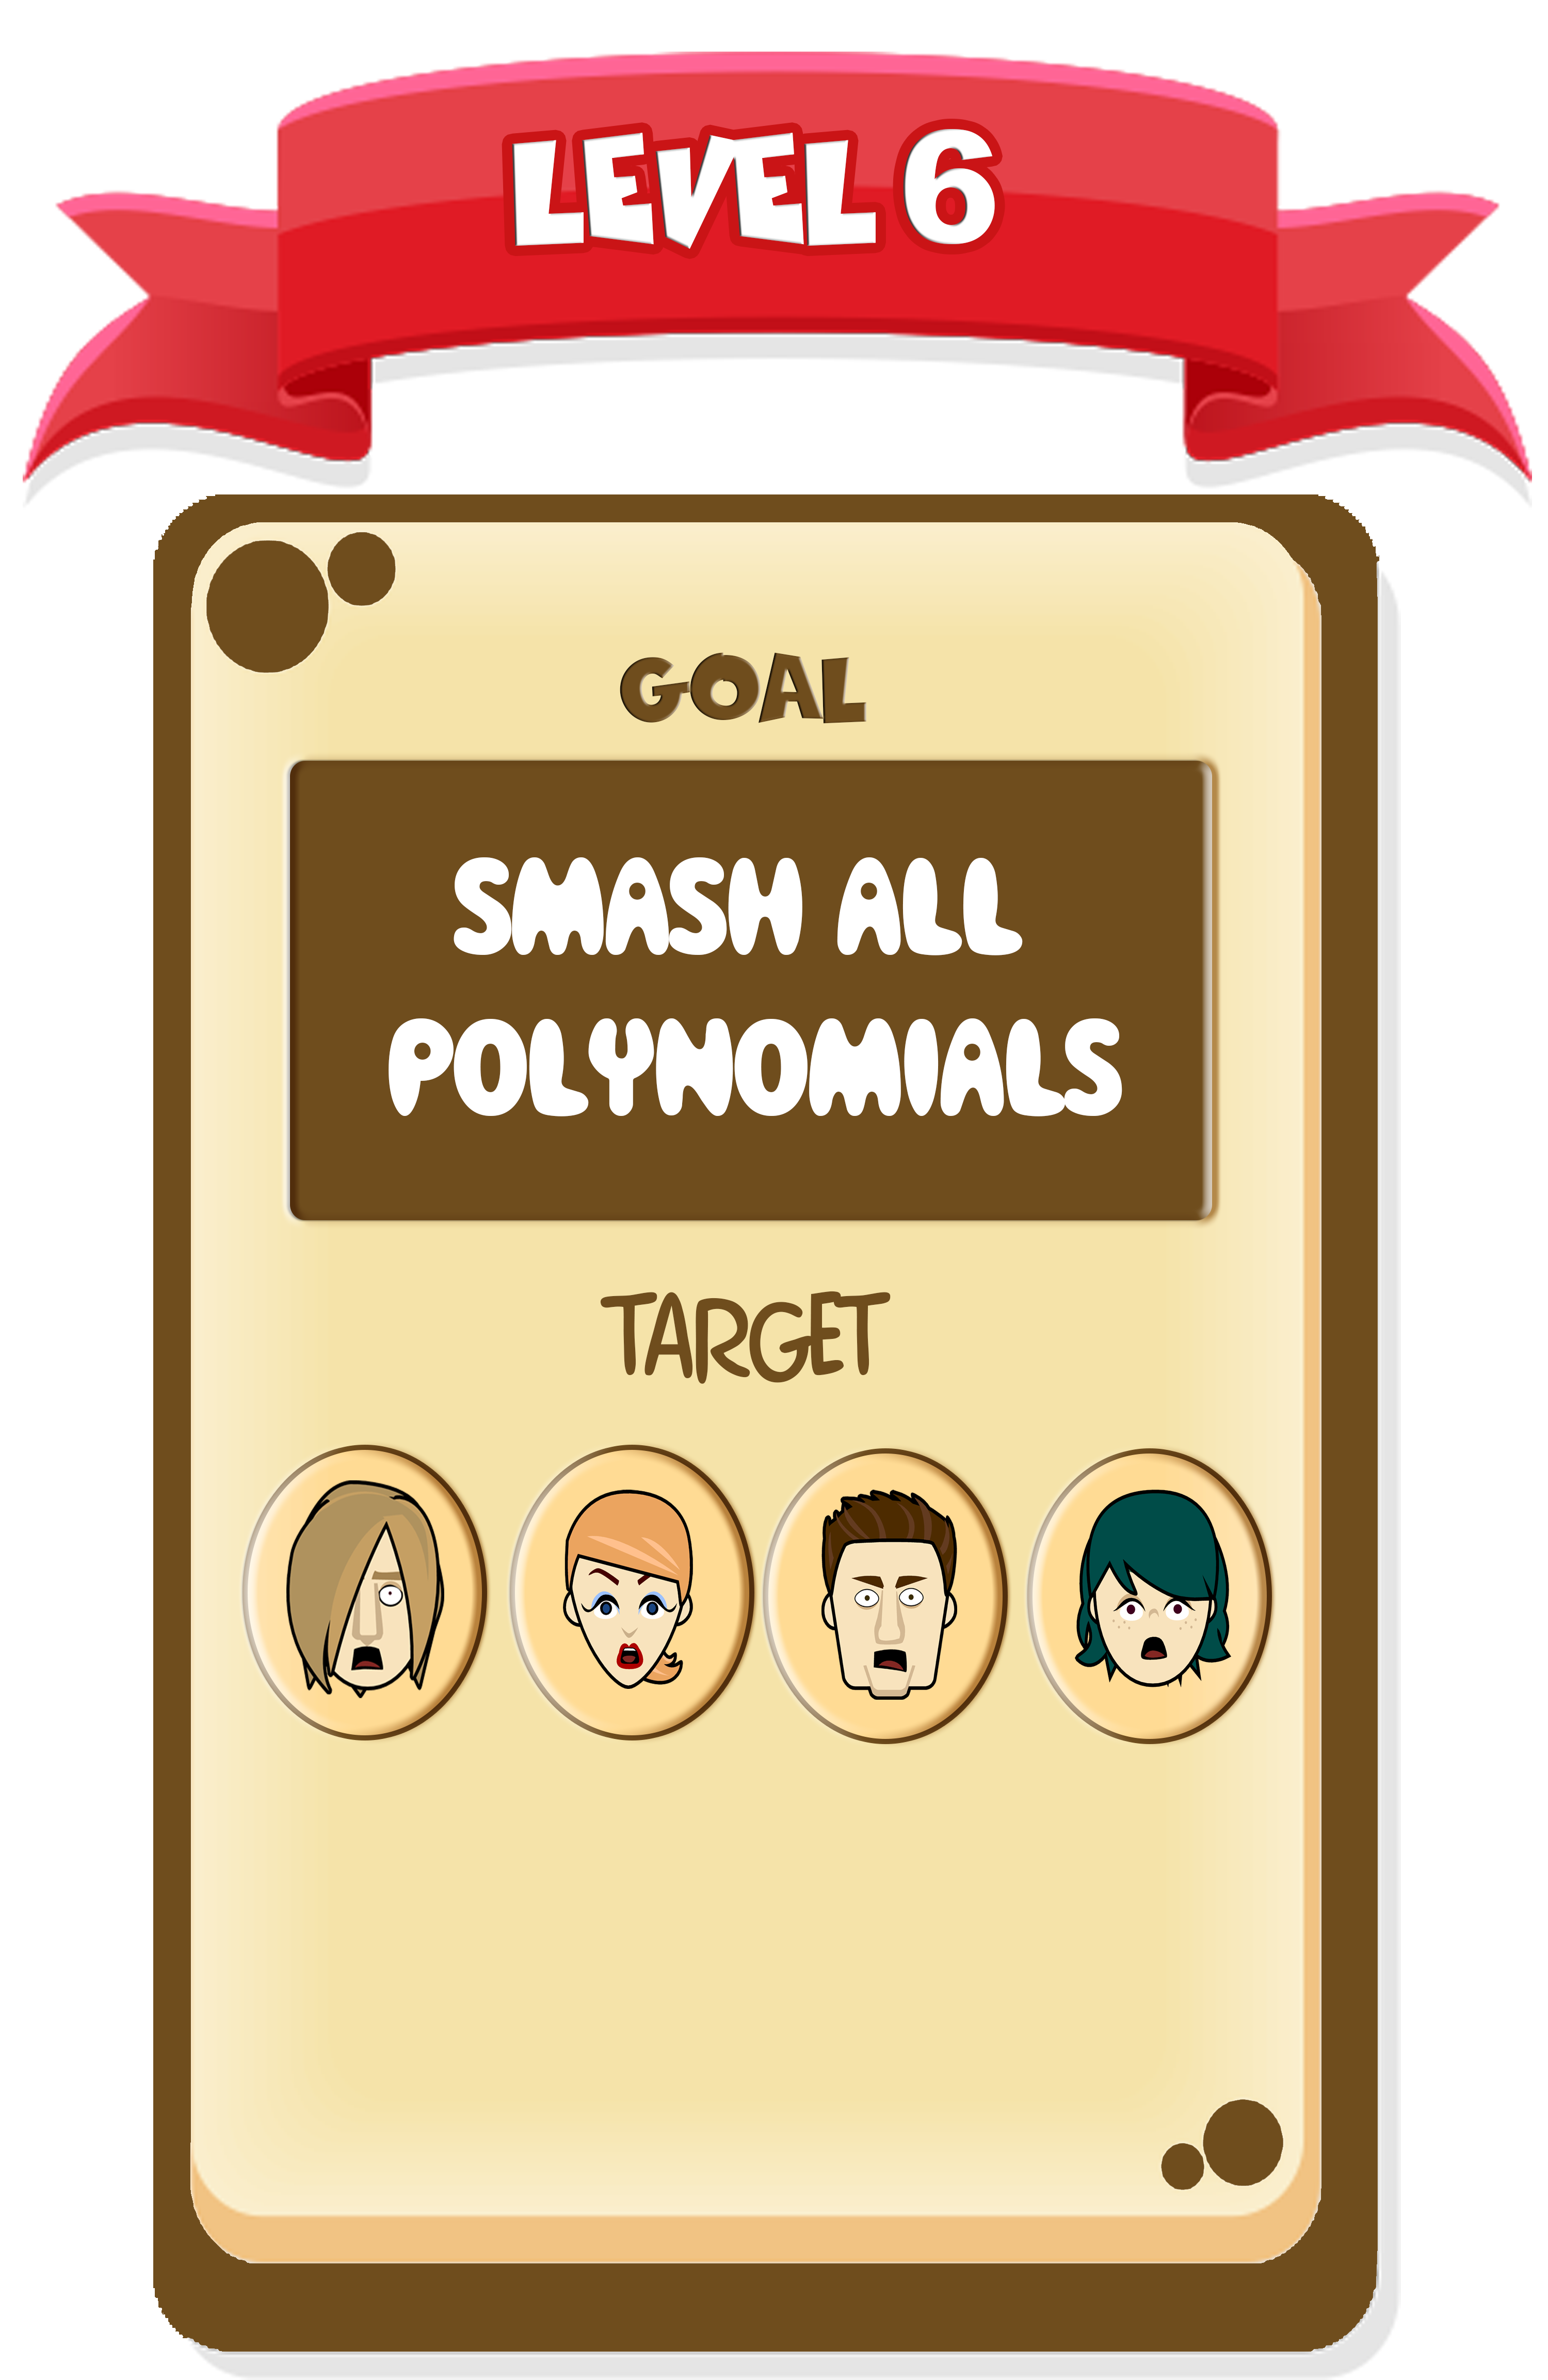 LEVEL 6
GOAL
SMASH ALL
POLYNOMIALS
TARGET